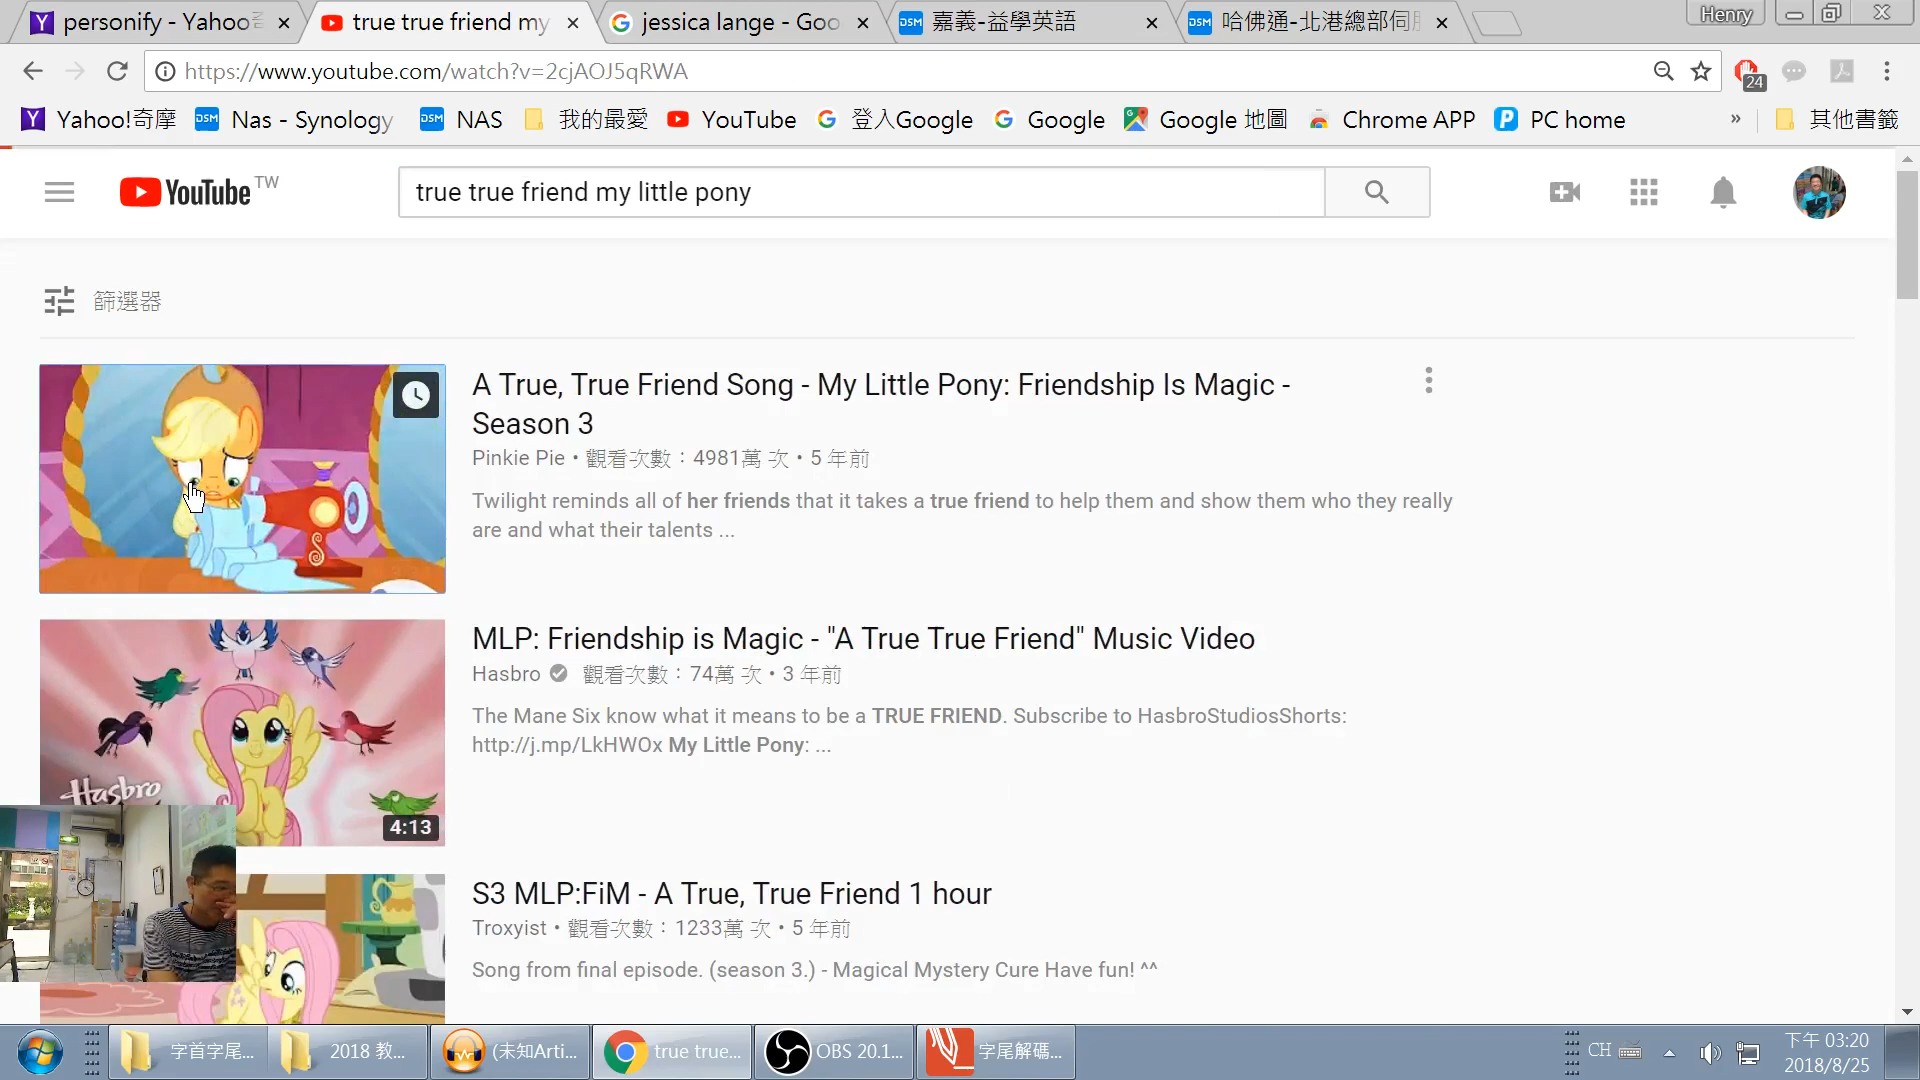 personify - Yahoo奇
true true friend my
jessica lange - Goo
嘉義-益學英語
哈佛通-北港總部伺服
Henry
https://www.youtube.com/watch?v=2cjAOJ5qRWA
24
Yahoo!奇摩
DSM Nas - Synology
DSM NAS
我的最愛
YouTube
登入Google
Google
Google 地圖
Chrome APP
PC home
»
其他書籤
YouTube TW
true true friend my little pony
篩選器
A True, True Friend Song - My Little Pony: Friendship Is Magic -
Season 3
Pinkie Pie • 觀看次數：4981萬 次 • 5 年前
Twilight reminds all of her friends that it takes a true friend to help them and show them who they really
are and what their talents ...
MLP: Friendship is Magic - "A True True Friend" Music Video
Hasbro 觀看次數：74萬 次 • 3 年前
The Mane Six know what it means to be a TRUE FRIEND. Subscribe to HasbroStudiosShorts:
http://j.mp/LkHWOx My Little Pony: ...
Hasbro
4:13
S3 MLP:FiM - A True, True Friend 1 hour
Troxyist • 觀看次數：1233萬 次 • 5 年前
Song from final episode. (season 3.) - Magical Mystery Cure Have fun! ^^
字首字尾...
2018 教...
(未知Arti...
true true...
OBS 20.1...
字尾解碼...
CH
下午 03:20
2018/8/25